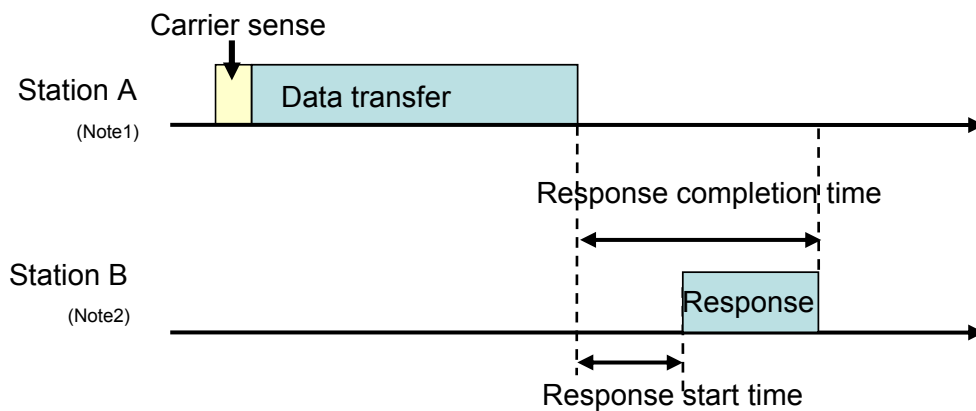 Carrier sense
Station A
Data transfer
(Note1)
Response completion time
Station B
Response
(Note2)
Response start time